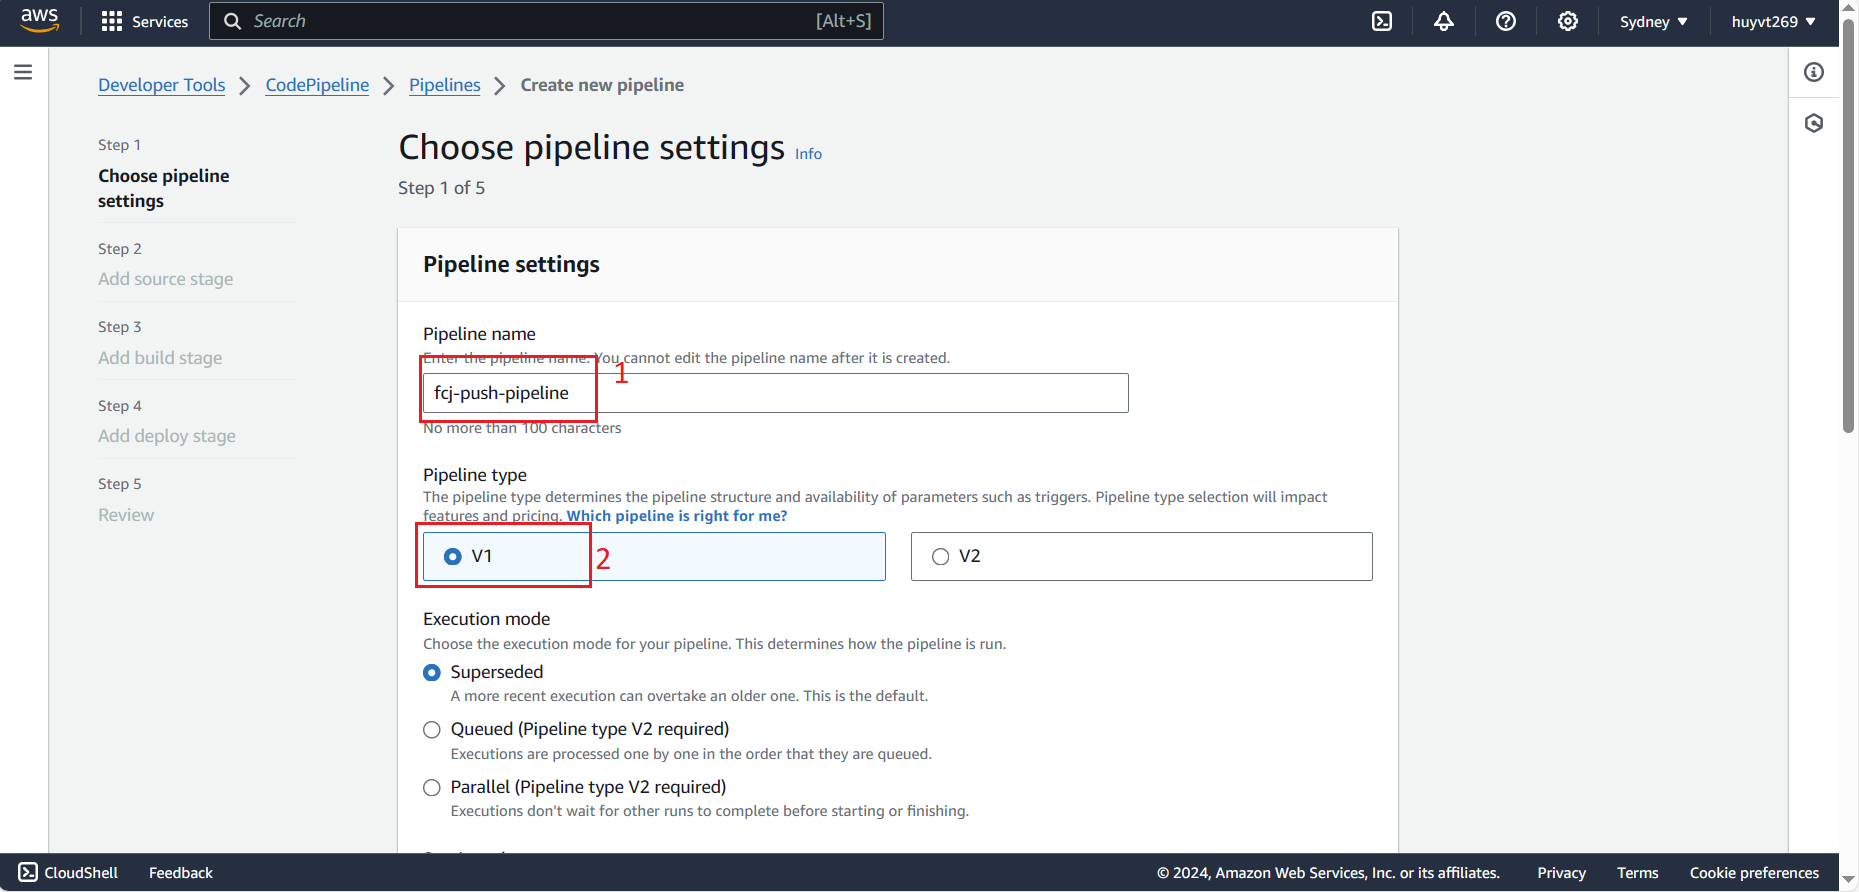 aws
Services
Search
[Alt+S]
Sydney
huyvt269
Developer Tools
CodePipeline
Pipelines
Create new pipeline
Step 1
Choose pipeline
settings
Step 2
Add source stage
Step 3
Add build stage
Step 4
Add deploy stage
Step 5
Review
Choose pipeline settings Info
Step 1 of 5
Pipeline settings
Pipeline name
Enter the pipeline name. You cannot edit the pipeline name after it is created.
1
fcj-push-pipeline
No more than 100 characters
Pipeline type
The pipeline type determines the pipeline structure and availability of parameters such as triggers. Pipeline type selection will impact
features and pricing. Which pipeline is right for me?
V1
2
V2
Execution mode
Choose the execution mode for your pipeline. This determines how the pipeline is run.
Superseded
A more recent execution can overtake an older one. This is the default.
Queued (Pipeline type V2 required)
Executions are processed one by one in the order that they are queued.
Parallel (Pipeline type V2 required)
Executions don't wait for other runs to complete before starting or finishing.
CloudShell
Feedback
© 2024, Amazon Web Services, Inc. or its affiliates.
Privacy
Terms
Cookie preferences